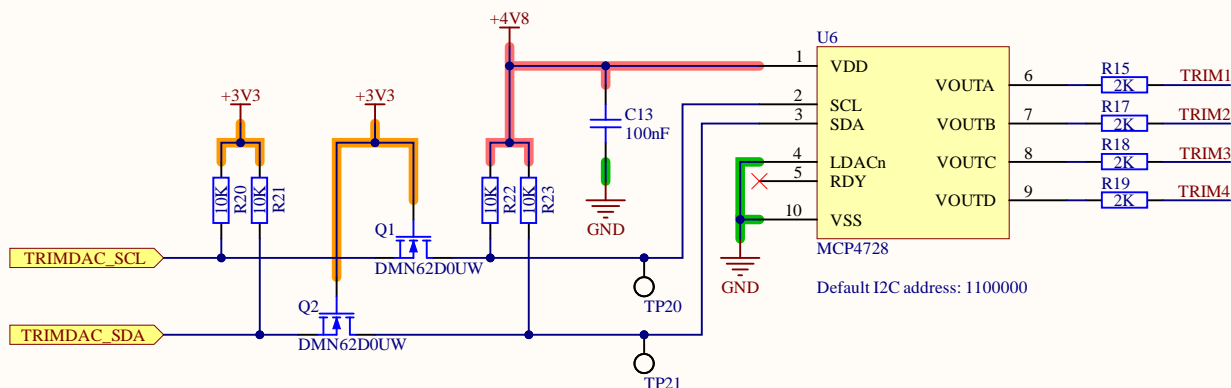 +4V8
U6
+3V3
+3V3
1
VDD
VOUTA
6
R15
2K
TRIM1
2
SCL
C13
100nF
3
SDA
VOUTB
7
R17
2K
TRIM2
4
LDACn
VOUTC
8
R18
2K
TRIM3
5
RDY
10K
R20
10K
R21
10K
R22
10K
R23
VOUTD
9
R19
2K
TRIM4
10
VSS
GND
Q1
MCP4728
TRIMDAC_SCL
DMN62D0UW
GND
Default I2C address: 1100000
Q2
TP20
TRIMDAC_SDA
DMN62D0UW
TP21